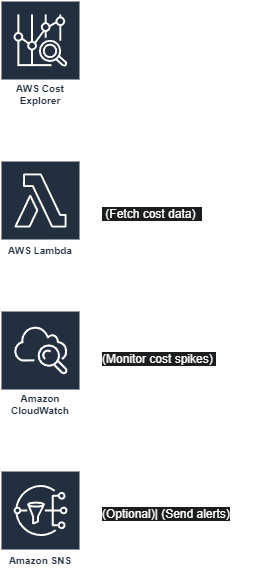 AWS Cost
Explorer
AWS Lambda
(Fetch cost data)
Amazon
CloudWatch
(Monitor cost spikes)
Amazon SNS
(Optional)| (Send alerts)